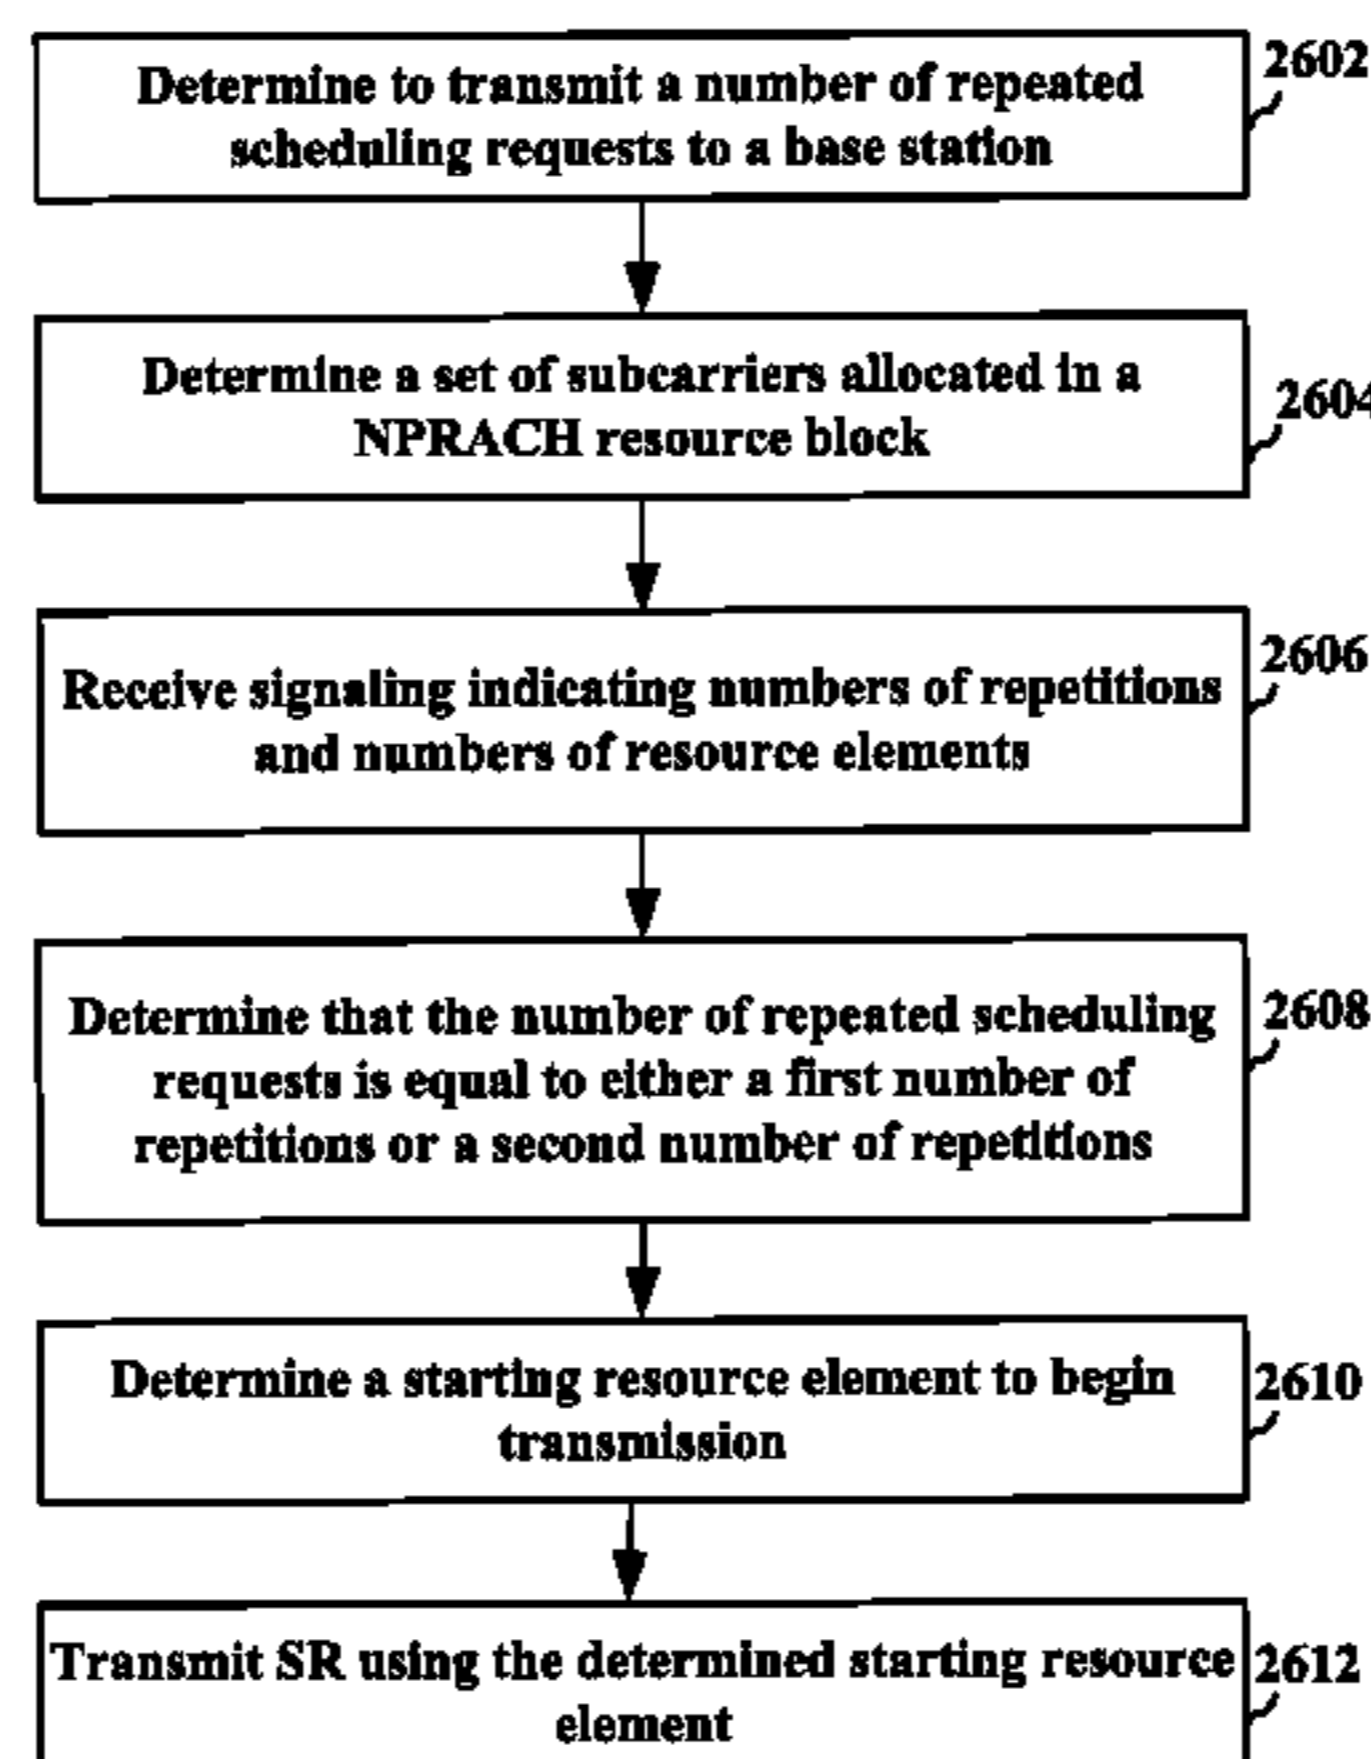 Determine to transmit a number of repeated
scheduling requests to a base station
2602
Determine a set of subcarriers allocated in a
NPRACH resource block
2604
Receive signaling indicating numbers of repetitions
and numbers of resource elements
2606
Determine that the number of repeated scheduling
requests is equal to either a first number of
repetitions or a second number of repetitions
2608
Determine a starting resource element to begin
transmission
2610
Transmit SR using the determined starting resource
element
2612